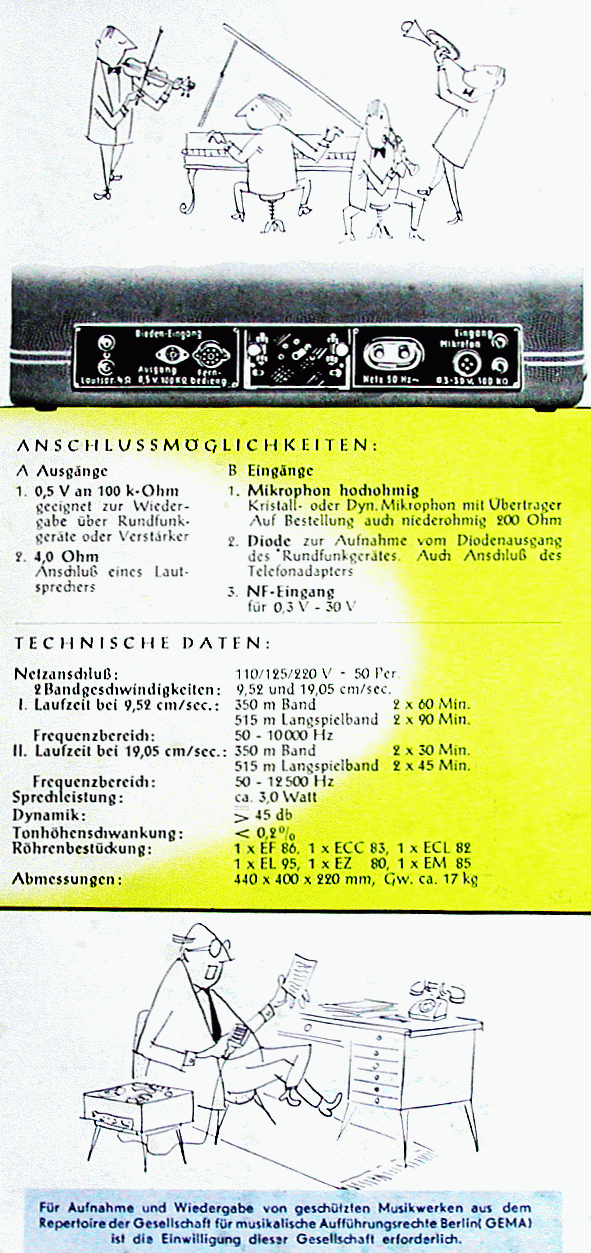 Dioden-Eingang
Lautspr. 4Ω
Ausgang
0,5 V. 100 KΩ
Fern-
bedieng.
Netz 50 Hz~
Eingang
Mikrofon
0,3-30 V. 100 KΩ
ANSCHLUSSMÖGLICHKEITEN:
A Ausgänge
1. 0,5 V an 100 k-Ohm
geeignet zur Wieder-
gabe über Rundfunk-
geräte oder Verstärker
2. 4,0 Ohm
Anschluß eines Laut-
sprechers
B Eingänge
1. Mikrophon hochohmig
Kristall- oder Dyn. Mikrophon mit Übertrager
Auf Bestellung auch niederohmig 200 Ohm
2. Diode zur Aufnahme vom Diodenausgang
des Rundfunkgerätes. Auch Anschluß des
Telefonadapters
3. NF-Eingang
für 0,3 V - 30 V
TECHNISCHE DATEN:
Netzanschluß: 110/125/220 V - 50 Per.
2 Bandgeschwindigkeiten: 9,52 und 19,05 cm/sec.
I. Laufzeit bei 9,52 cm/sec.: 350 m Band 2 x 60 Min.
515 m Langspielband 2 x 90 Min.
Frequenzbereich: 50 - 10000 Hz
II. Laufzeit bei 19,05 cm/sec.: 350 m Band 2 x 30 Min.
515 m Langspielband 2 x 45 Min.
Frequenzbereich: 50 - 12500 Hz
Sprechleistung: ca. 3,0 Watt
Dynamik: > 45 db
Tonhöhenschwankung: < 0,2%
Röhrenbestückung: 1 x EF 86, 1 x ECC 83, 1 x ECL 82
1 x EL 95, 1 x EZ 80, 1 x EM 85
Abmessungen: 440 x 400 x 220 mm, Gw. ca. 17 kg
Für Aufnahme und Wiedergabe von geschützten Musikwerken aus dem
Repertoire der Gesellschaft für musikalische Aufführungsrechte Berlin( GEMA)
ist die Einwilligung dieser Gesellschaft erforderlich.